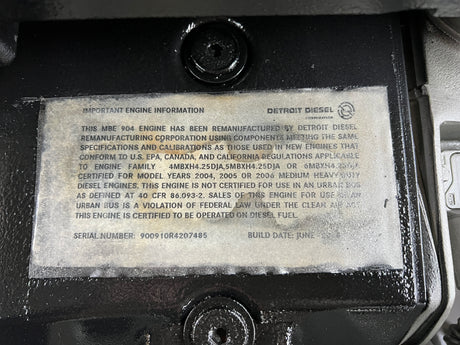 IMPORTANT ENGINE INFORMATION
DETROIT DIESEL
CORPORATION
THIS MBE 904 ENGINE HAS BEEN REMANUFACTURED BY DETROIT DIESEL
REMANUFACTURING CORPORATION USING COMPONENTS MEETING THE SAME
SPECIFICATIONS AND CALIBRATIONS AS THOSE USED IN NEW ENGINES THAT
CONFORM TO U.S. EPA, CANADA, AND CALIFORNIA REGULATIONS APPLICABLE
TO ENGINE FAMILY 4MBXH4.25DJA,5MBXH4.25DJA OR
CERTIFIED FOR MODEL YEARS 2004, 2005 OR 2006 MEDIUM HEAVY DUTY
DIESEL ENGINES. THIS ENGINE IS NOT CERTIFIED FOR USE IN AN URBAN BUS
AS DEFINED AT 40 CFR 86.093-2. SALES OF THIS ENGINE FOR USE IN AN
URBAN BUS IS A VIOLATION OF FEDERAL LAW UNDER THE CLEAN AIR ACT.
THIS ENGINE IS CERTIFIED TO BE OPERATED ON DIESEL FUEL.
SERIAL NUMBER: 900910R4207485 BUILD DATE: JUNE